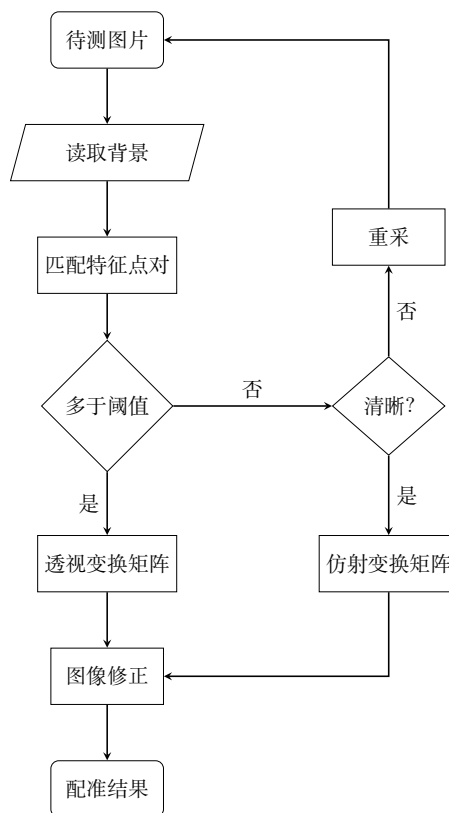 待测图片
读取背景
匹配特征点对
重采
否
多于阈值
否
清晰?
是
是
透视变换矩阵
仿射变换矩阵
图像修正
配准结果